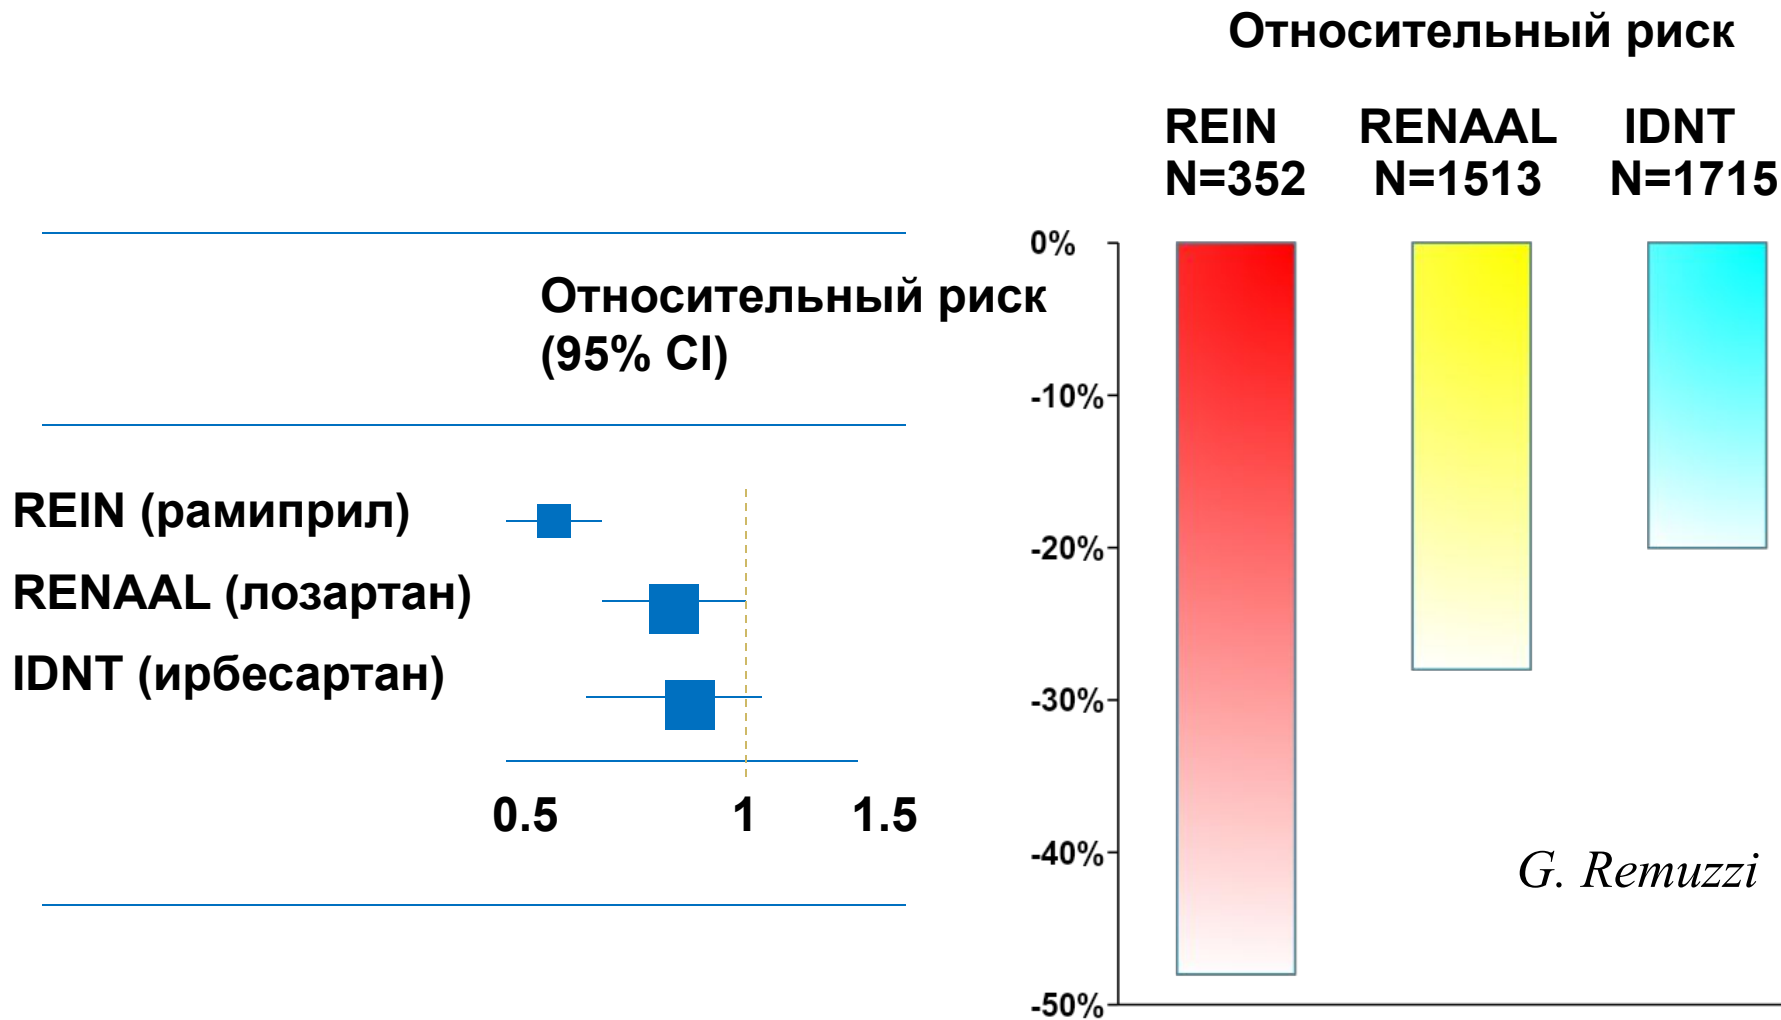 Относительный риск
(95% CI)
REIN (рамиприл)
RENAAL (лозартан)
IDNT (ирбесартан)
0.5 1 1.5
Относительный риск
REIN RENAAL IDNT
N=352 N=1513 N=1715
0%
-10%
-20%
-30%
-40%
-50%
G. Remuzzi